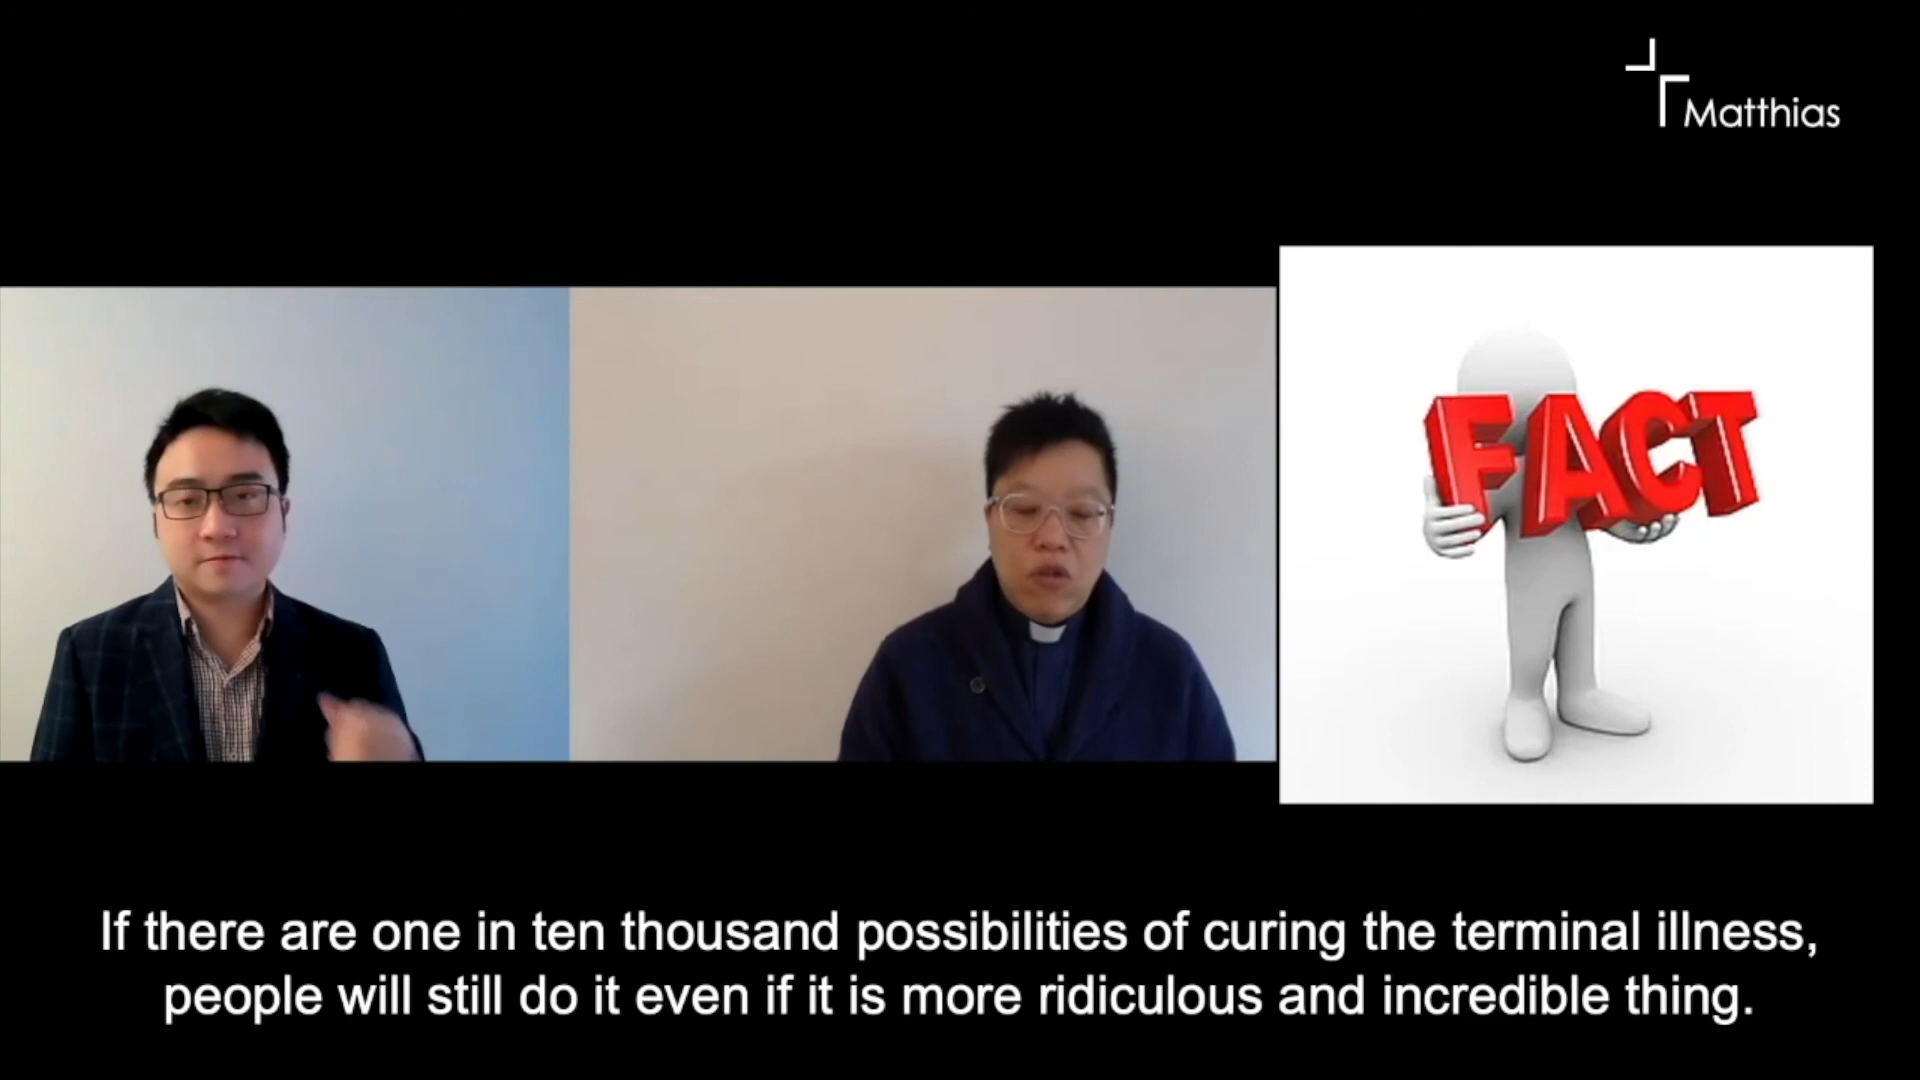 Matthias
FACT
If there are one in ten thousand possibilities of curing the terminal illness,
people will still do it even if it is more ridiculous and incredible thing.